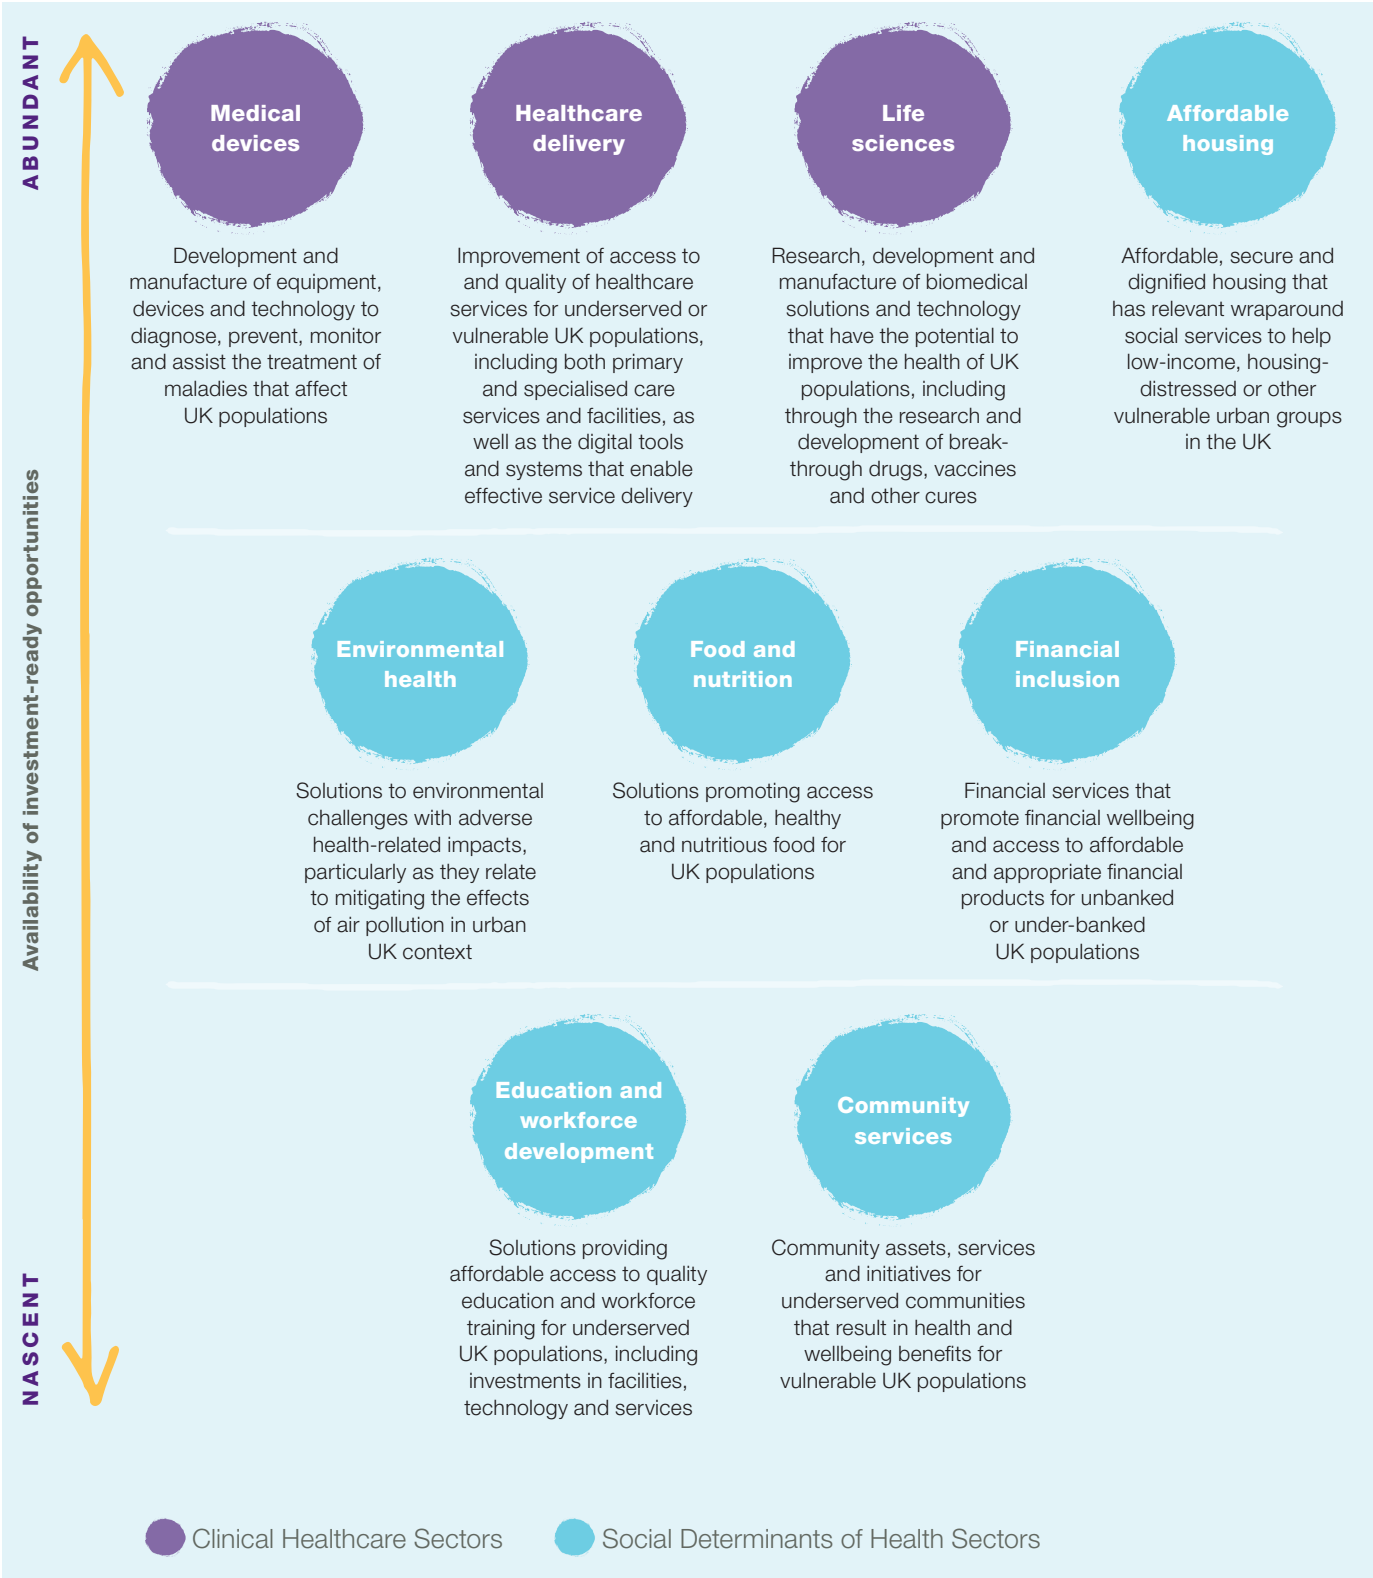 ABUNDANT
Availability of investment-ready opportunities
NASCENT
Medical
devices
Development and
manufacture of equipment,
devices and technology to
diagnose, prevent, monitor
and assist the treatment of
maladies that affect
UK populations
Healthcare
delivery
Improvement of access to
and quality of healthcare
services for underserved or
vulnerable UK populations,
including both primary
and specialised care
services and facilities, as
well as the digital tools
and systems that enable
effective service delivery
Life
sciences
Research, development and
manufacture of biomedical
solutions and technology
that have the potential to
improve the health of UK
populations, including
through the research and
development of break-
through drugs, vaccines
and other cures
Affordable
housing
Affordable, secure and
dignified housing that
has relevant wraparound
social services to help
low-income, housing-
distressed or other
vulnerable urban groups
in the UK
Environmental
health
Solutions to environmental
challenges with adverse
health-related impacts,
particularly as they relate
to mitigating the effects
of air pollution in urban
UK context
Food and
nutrition
Solutions promoting access
to affordable, healthy
and nutritious food for
UK populations
Financial
inclusion
Financial services that
promote financial wellbeing
and access to affordable
and appropriate financial
products for unbanked
or under-banked
UK populations
Education and
workforce
development
Solutions providing
affordable access to quality
education and workforce
training for underserved
UK populations, including
investments in facilities,
technology and services
Community
services
Community assets, services
and initiatives for
underserved communities
that result in health and
wellbeing benefits for
vulnerable UK populations
Clinical Healthcare Sectors
Social Determinants of Health Sectors